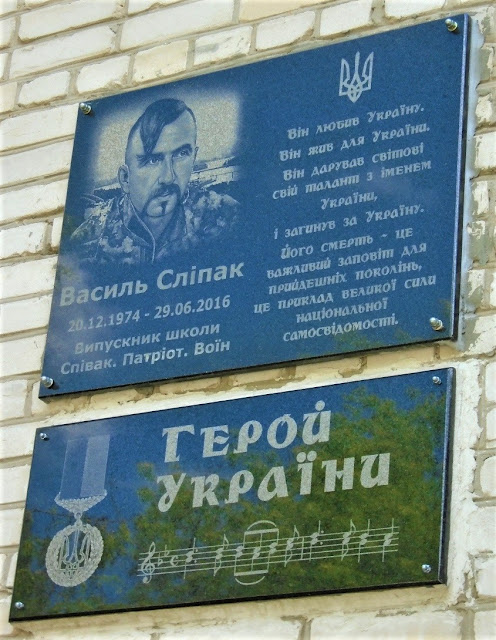 Василь Сліпак
20.12.1974 - 29.06.2016
Випускник школи
Співак. Патріот. Воїн
Він любив Україну.
Він жив для України.
Він дарував світові
свій талант з іменем
України,
і загинув за Україну.
Його смерть - це
важливий заповіт для
прийдешніх поколінь,
це приклад великої сили
національної
самосвідомості.
Герой
України